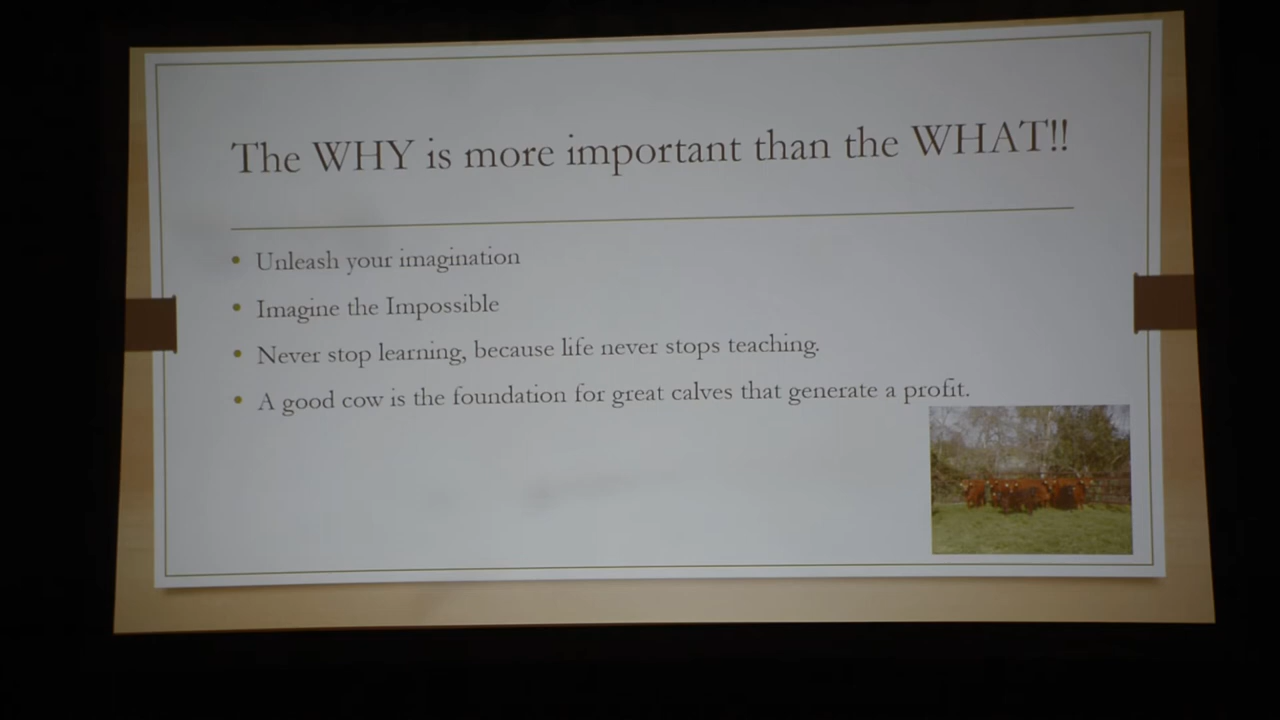 The WHY is more important than the WHAT!!
Unleash your imagination
Imagine the Impossible
Never stop learning, because life never stops teaching.
A good cow is the foundation for great calves that generate a profit.